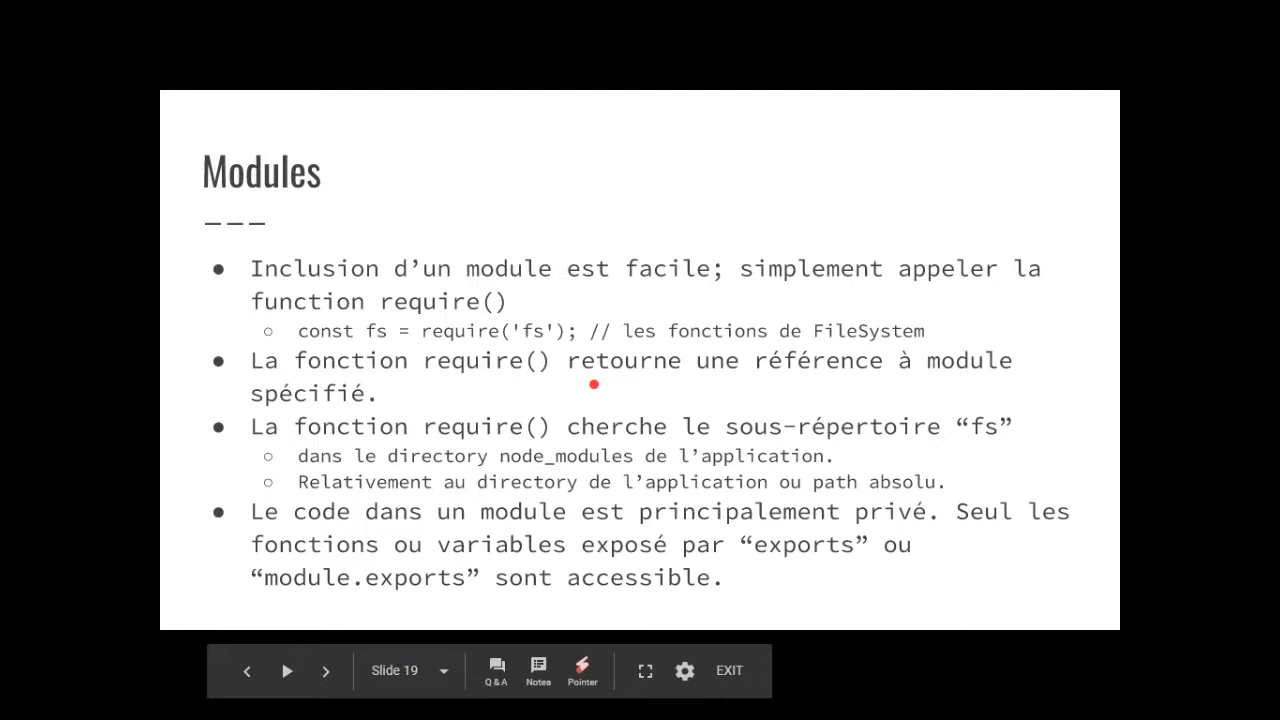 Modules
● Inclusion d’un module est facile; simplement appeler la
function require()
○ const fs = require('fs'); // les fonctions de FileSystem
● La fonction require() retourne une référence à module
spécifié.
● La fonction require() cherche le sous-répertoire “fs”
○ dans le directory node_modules de l’application.
○ Relativement au directory de l’application ou path absolu.
● Le code dans un module est principalement privé. Seul les
fonctions ou variables exposé par “exports” ou
“module.exports” sont accessible.
Slide 19
Q & A
Notes
Pointer
EXIT